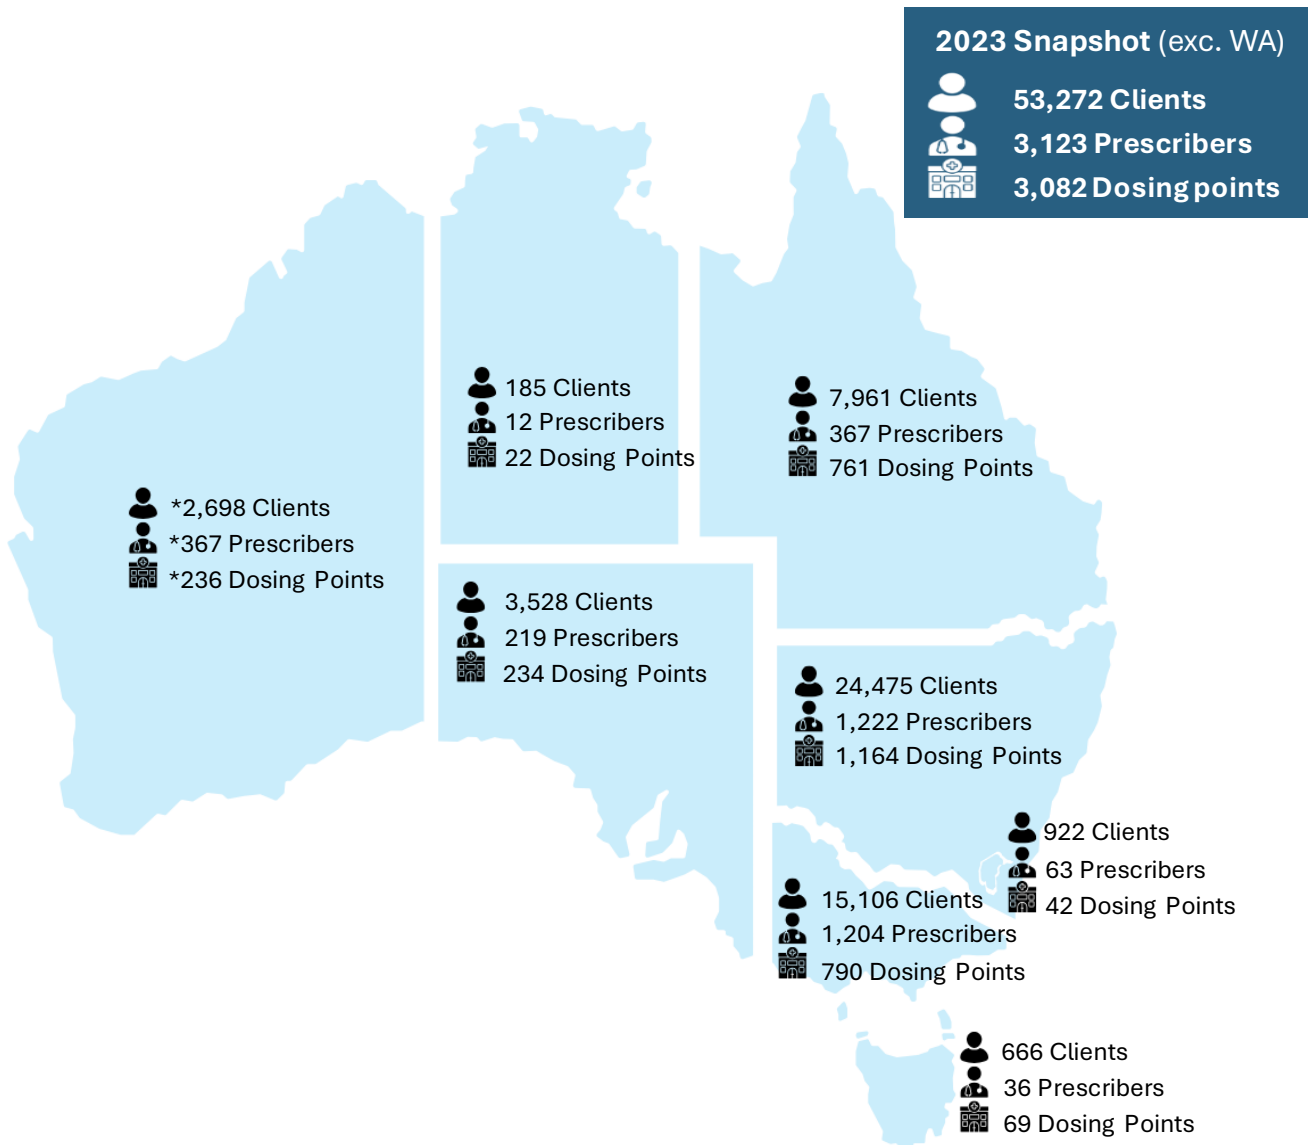 2023 Snapshot (exc. WA)
53,272 Clients
3,123 Prescribers
3,082 Dosing points
185 Clients
12 Prescribers
22 Dosing Points
7,961 Clients
367 Prescribers
761 Dosing Points
*2,698 Clients
*367 Prescribers
*236 Dosing Points
3,528 Clients
219 Prescribers
234 Dosing Points
24,475 Clients
1,222 Prescribers
1,164 Dosing Points
922 Clients
63 Prescribers
42 Dosing Points
15,106 Clients
1,204 Prescribers
790 Dosing Points
666 Clients
36 Prescribers
69 Dosing Points